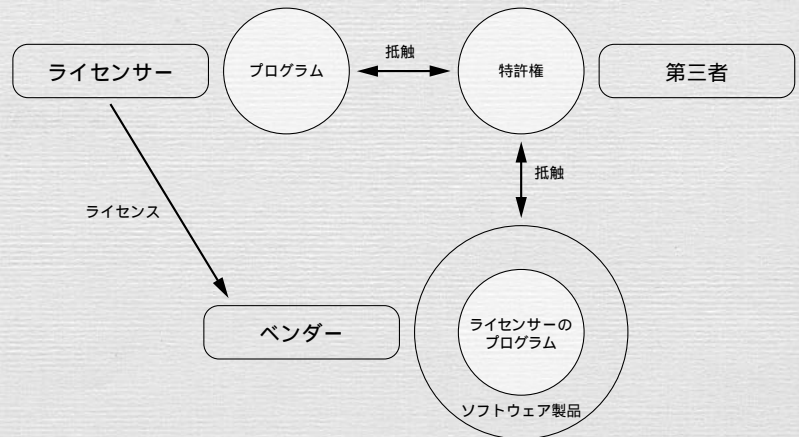 ライセンサー
プログラム
抵触
特許権
第三者
抵触
ライセンス
ベンダー
ライセンサーの
プログラム
ソフトウェア製品